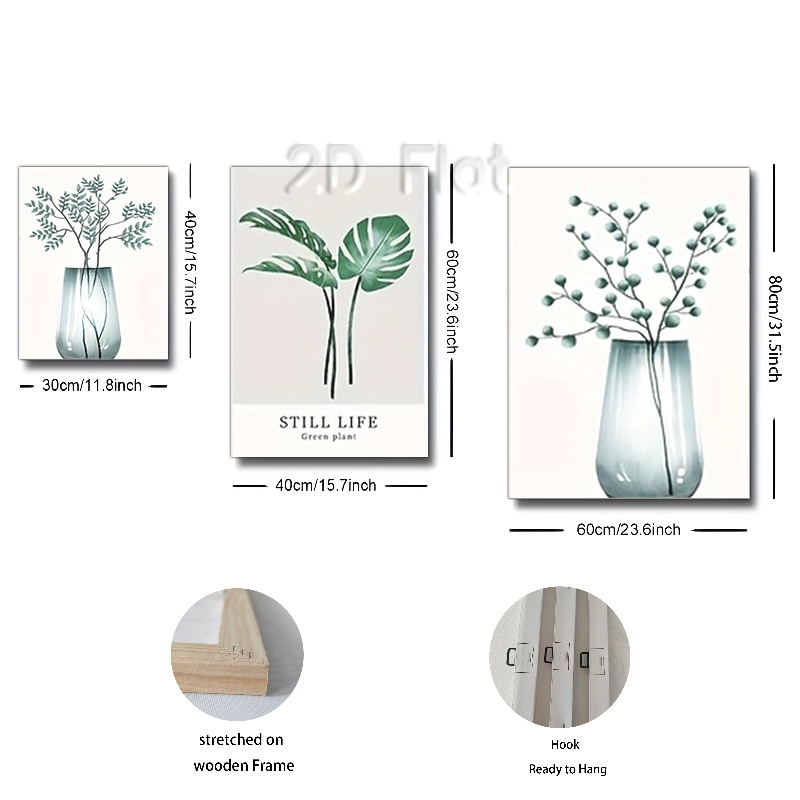 2D Flat
40cm/15.7inch
30cm/11.8inch
STILL LIFE
Green plant
60cm/23.6inch
40cm/15.7inch
80cm/31.5inch
60cm/23.6inch
stretched on
wooden Frame
Hook
Ready to Hang